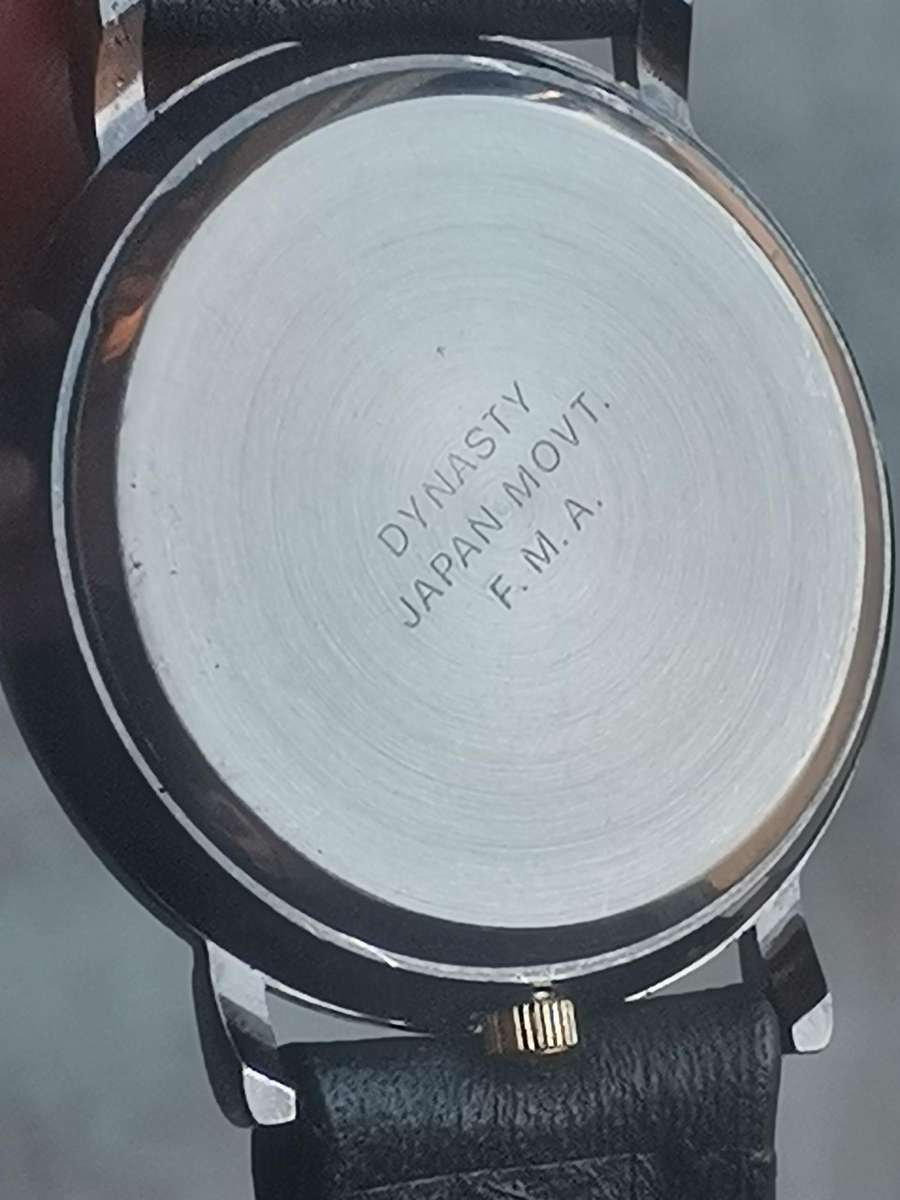 DYNASTY
JAPAN MOVT.
F. M. A.